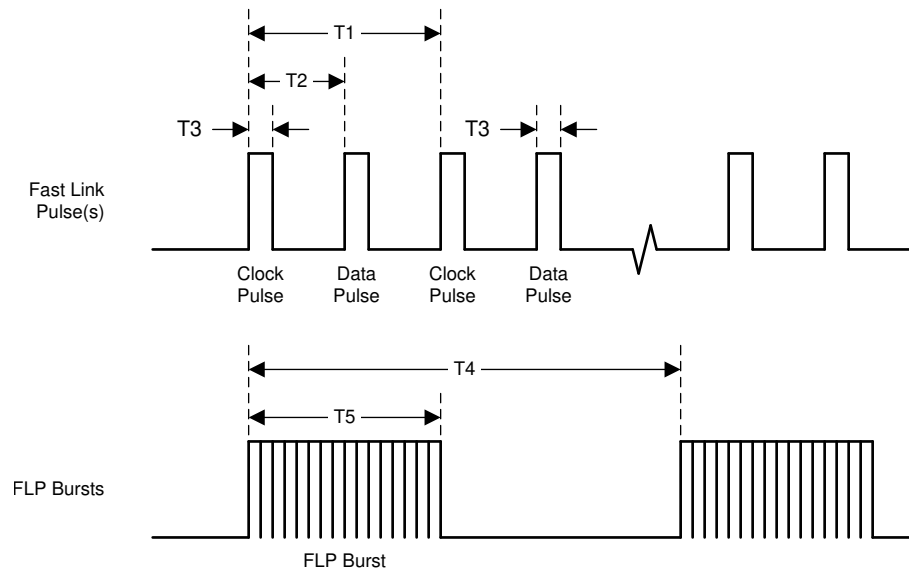 T1
T2
T3
T3
Fast Link
Pulse(s)
Clock
Pulse
Data
Pulse
Clock
Pulse
Data
Pulse
T4
T5
FLP Bursts
FLP Burst